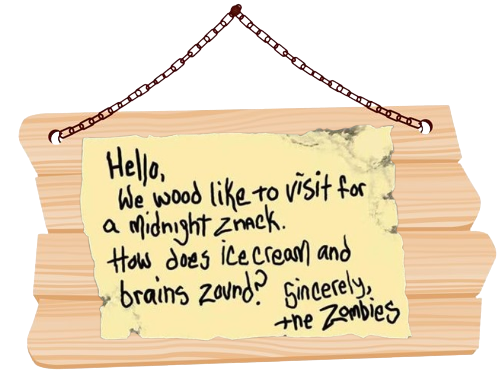 Hello,
We wood like to visit for
a midnight znack.
How does icecream and
brains zound? Sincerely,
the Zombies